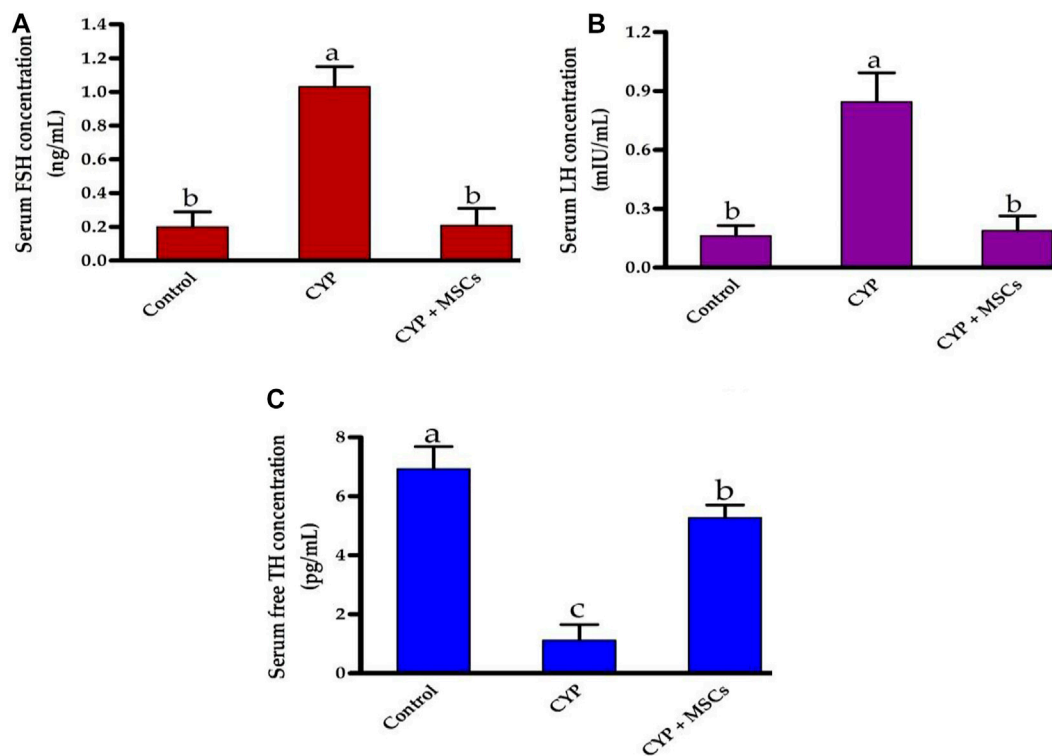 A
Serum FSH concentration
(ng/mL)
1.4
1.2
1.0
0.8
0.6
0.4
0.2
0.0
b
a
b
Control
CYP
CYP + MSCs
B
Serum LH concentration
(mIU/mL)
1.2
0.9
0.6
0.3
0.0
b
a
b
Control
CYP
CYP + MSCs
C
Serum free TH concentration
(pg/mL)
8
6
4
2
0
a
c
b
Control
CYP
CYP + MSCs